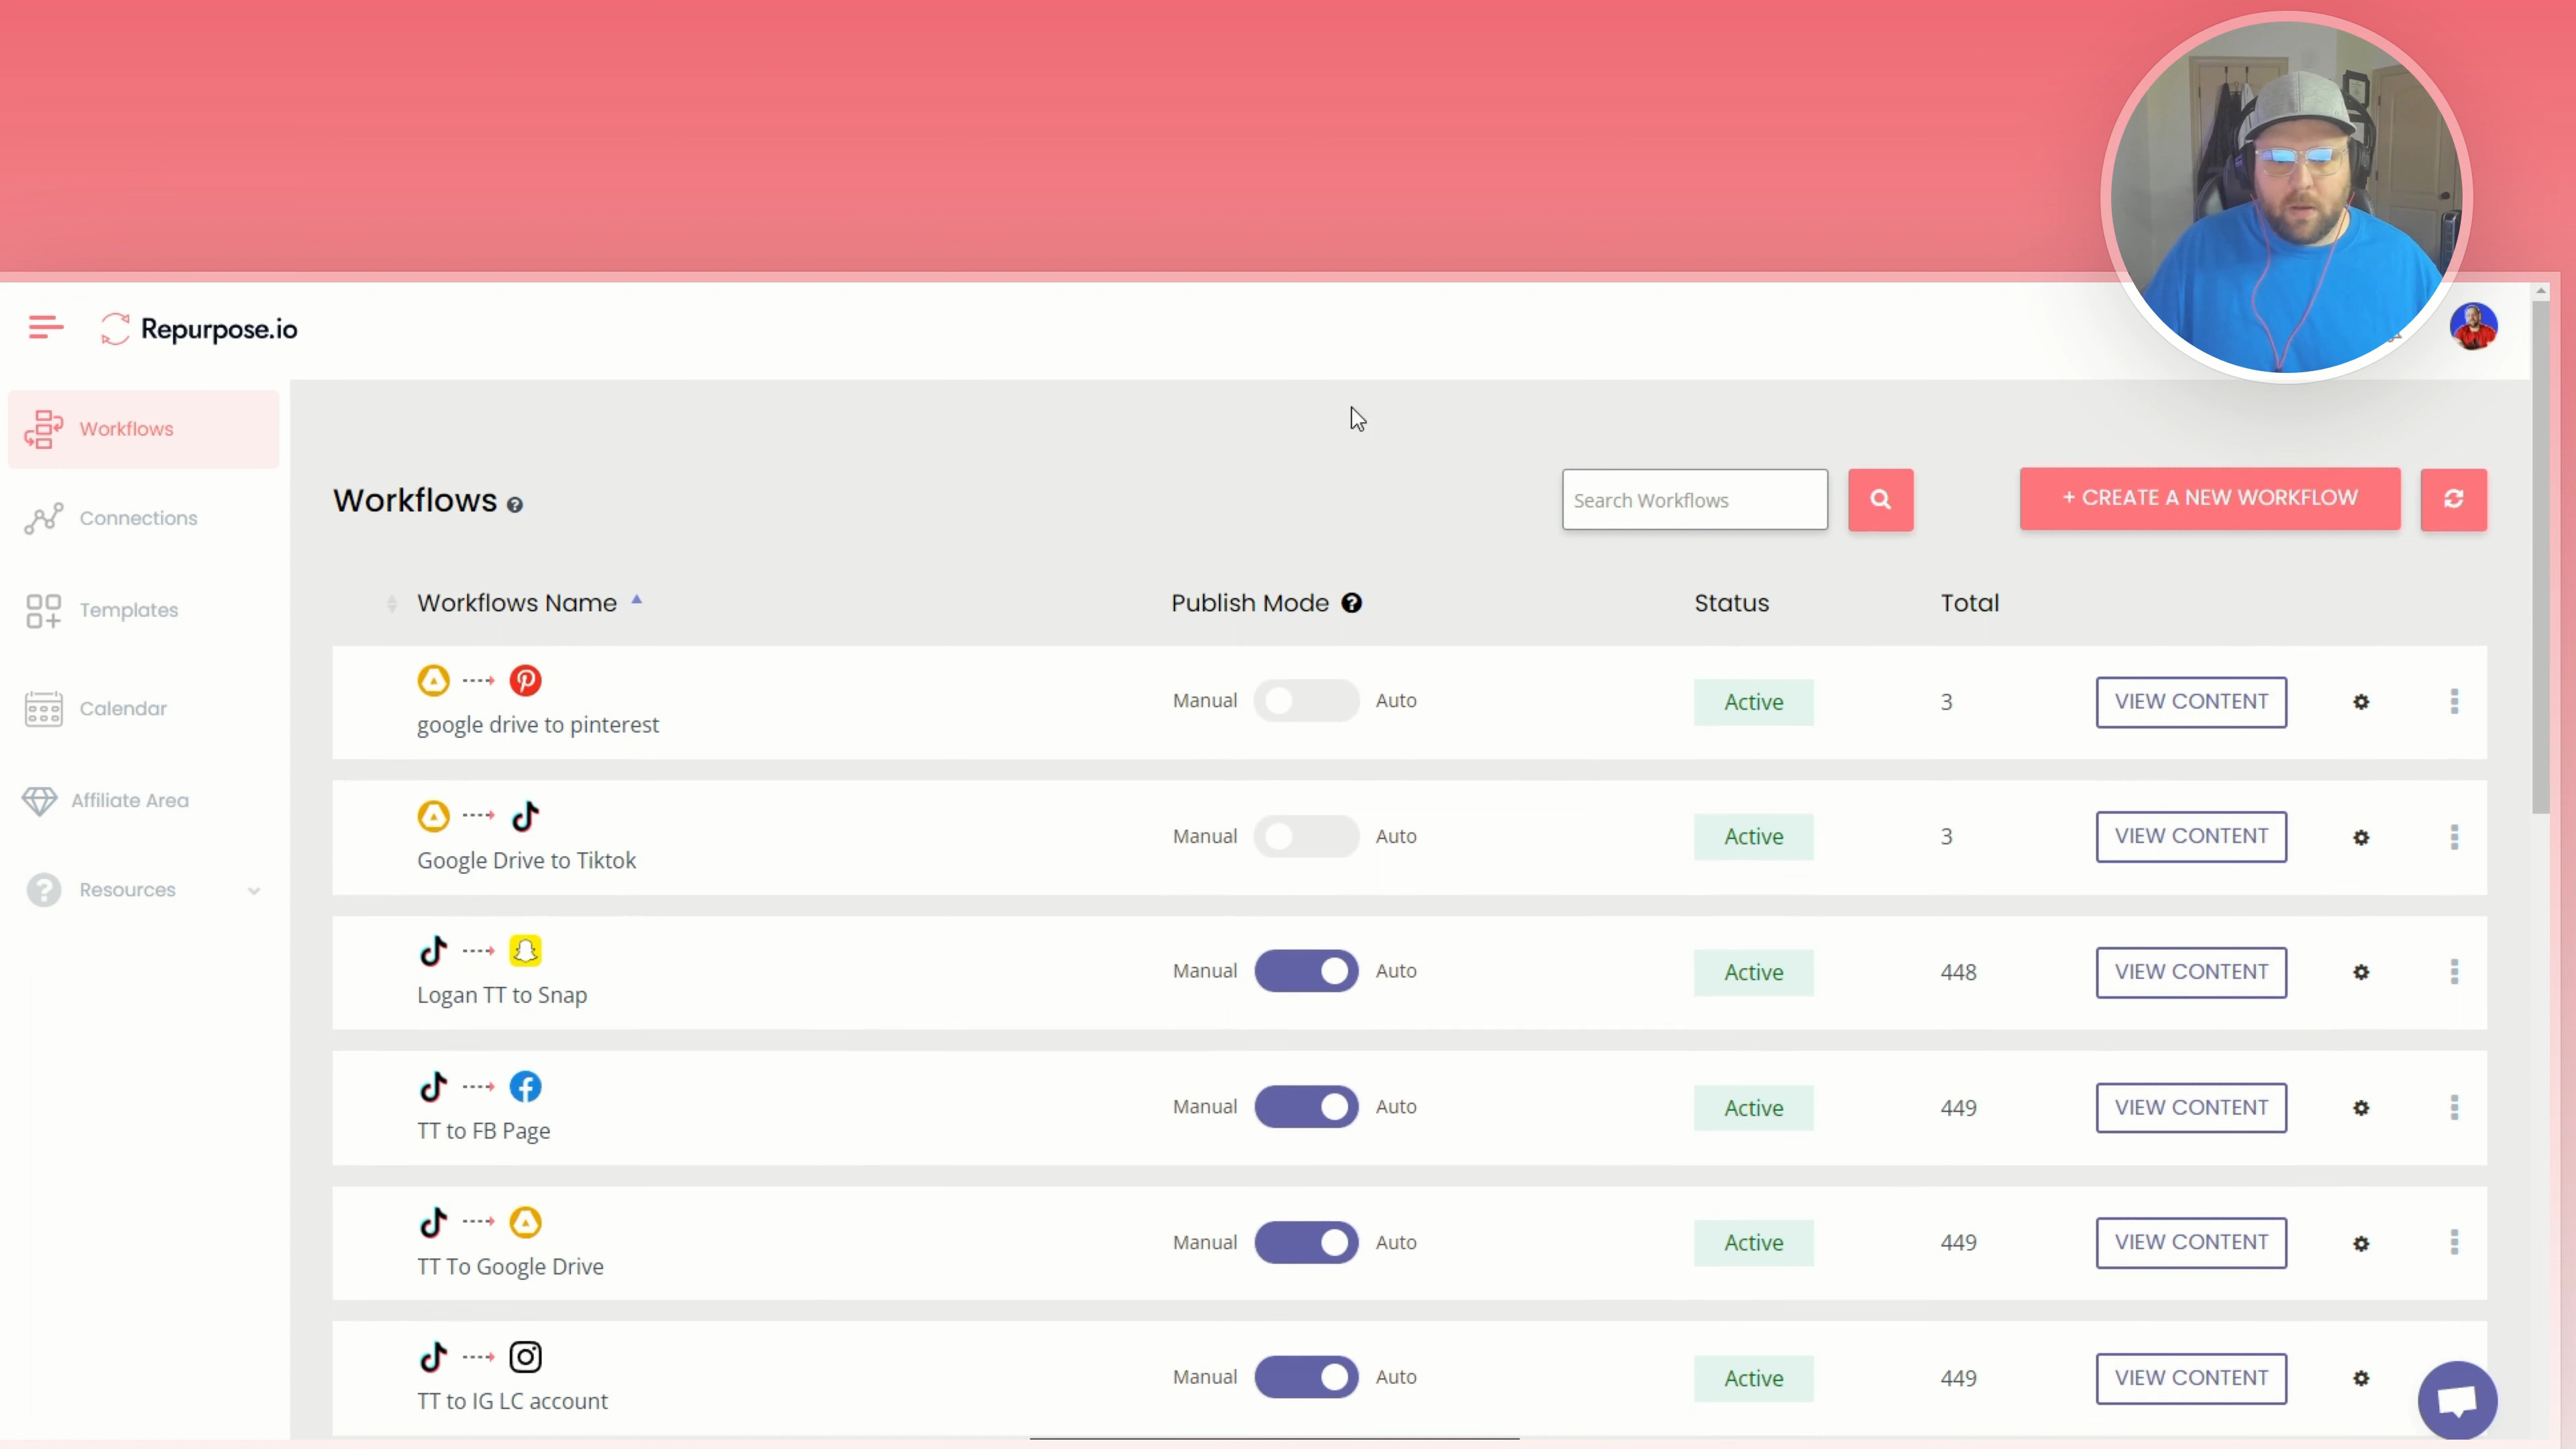 Repurpose.io
Workflows
Connections
Templates
Calendar
Affiliate Area
Resources
Workflows
Search Workflows
+ CREATE A NEW WORKFLOW
Workflows Name Publish Mode Status Total
google drive to pinterest Manual Auto Active 3 VIEW CONTENT
Google Drive to Tiktok Manual Auto Active 3 VIEW CONTENT
Logan TT to Snap Manual Auto Active 448 VIEW CONTENT
TT to FB Page Manual Auto Active 449 VIEW CONTENT
TT To Google Drive Manual Auto Active 449 VIEW CONTENT
TT to IG LC account Manual Auto Active 449 VIEW CONTENT